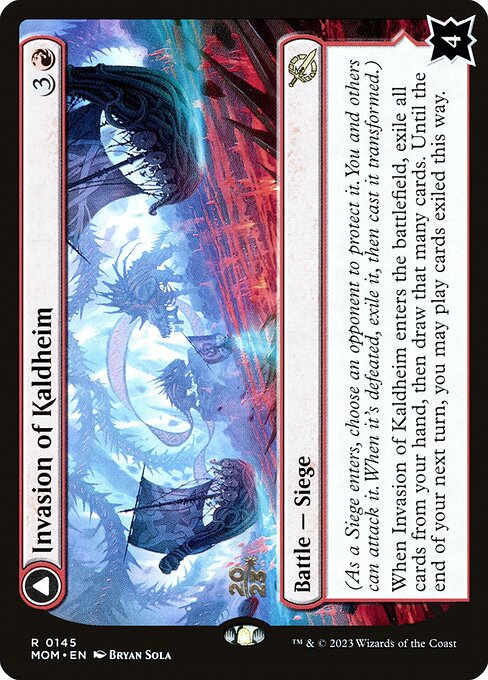 Invasion of Kaldheim
3
2023
Battle — Siege
(As a Siege enters, choose an opponent to protect it. You and others
can attack it. When it's defeated, exile it, then cast it transformed.)
When Invasion of Kaldheim enters the battlefield, exile all
cards from your hand, then draw that many cards. Until the
end of your next turn, you may play cards exiled this way.
4
R 0145
MOM • EN BRYAN SOLA
™ & © 2023 Wizards of the Coast